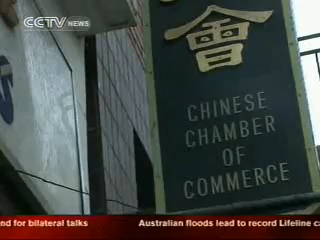 CCTV NEWS
會
CHINESE
CHAMBER
OF
COMMERCE
nd for bilateral talks
Australian floods lead to record Lifeline ca